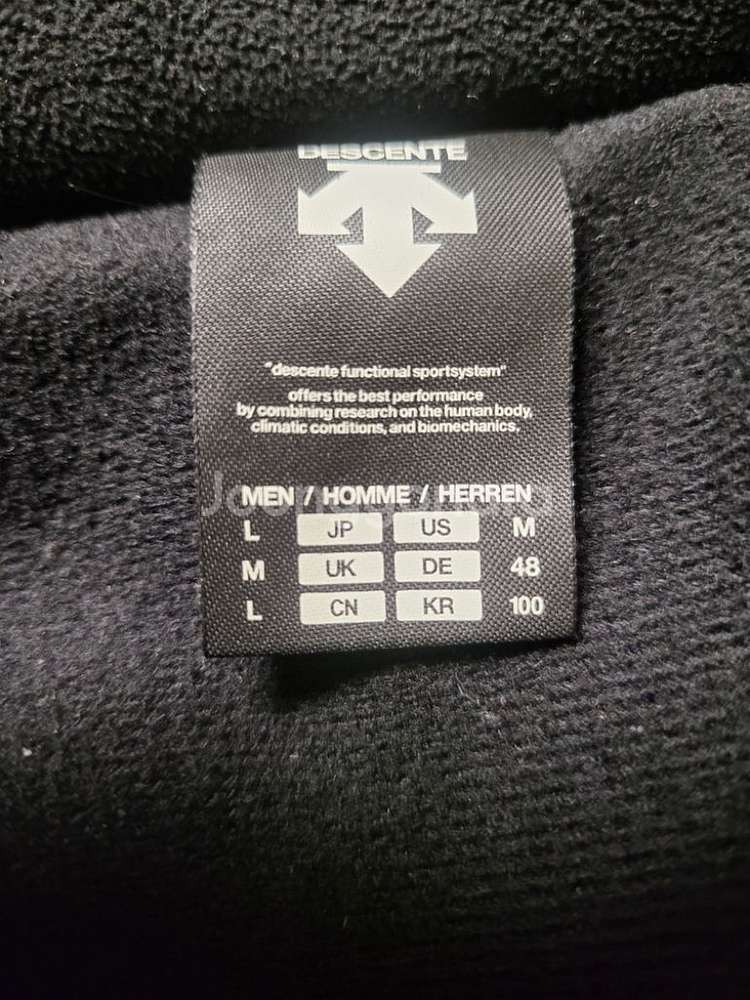 DESCENTE
"descente functional sportsystem"
offers the best performance
by combining research on the human body,
climatic conditions, and biomechanics.
MEN / HOMME / HERREN
L JP US M
M UK DE 48
L CN KR 100